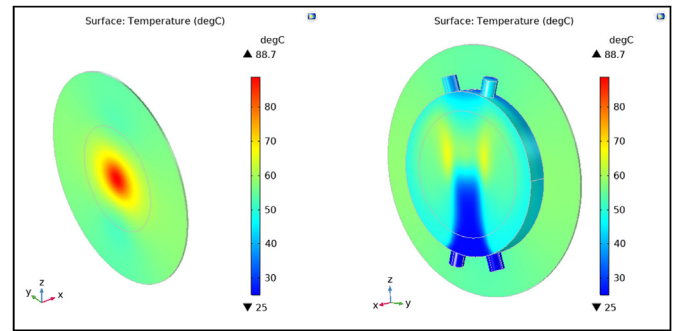 Surface: Temperature (degC)
degC
▲ 88.7
80
70
60
50
40
30
▼ 25
z
y
x
Surface: Temperature (degC)
degC
▲ 88.7
80
70
60
50
40
30
▼ 25
z
x
y